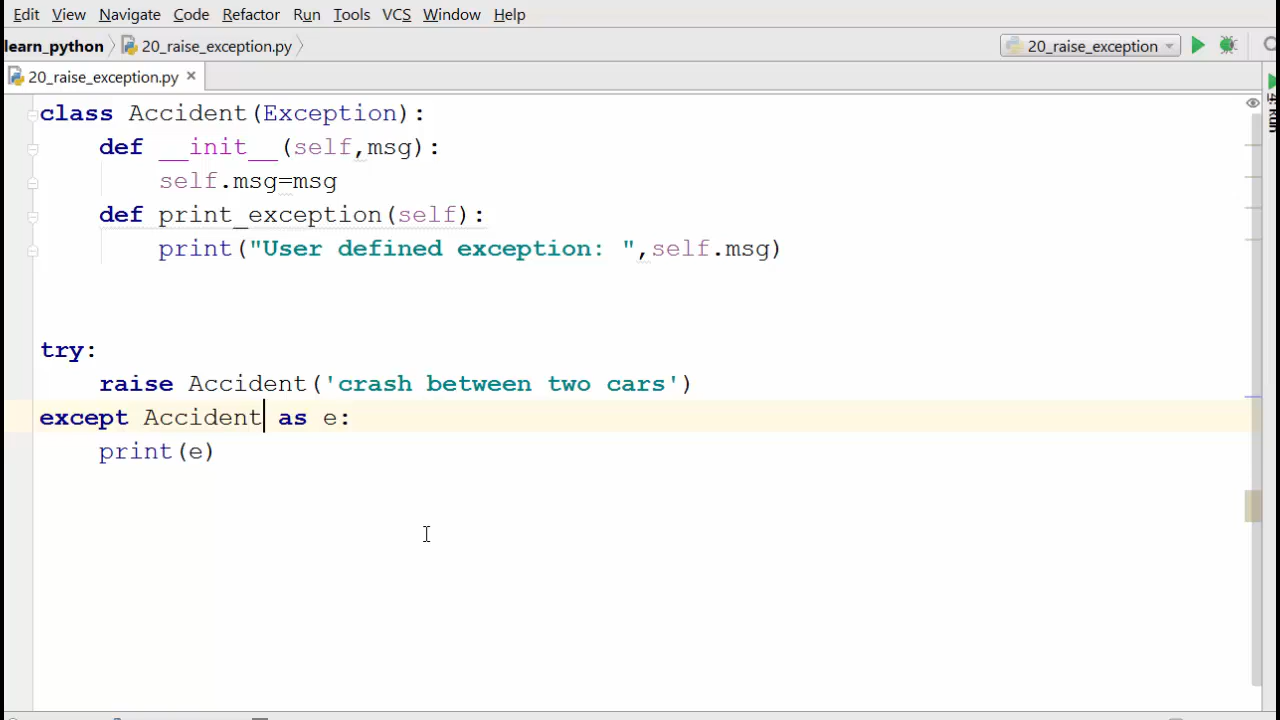 Edit View Navigate Code Refactor Run Tools VCS Window Help
learn_python 20_raise_exception.py 20_raise_exception
20_raise_exception.py ×
4: Run
class Accident(Exception):
    def __init__(self,msg):
        self.msg=msg
    def print_exception(self):
        print("User defined exception: ",self.msg)
try:
    raise Accident('crash between two cars')
except Accident as e:
    print(e)